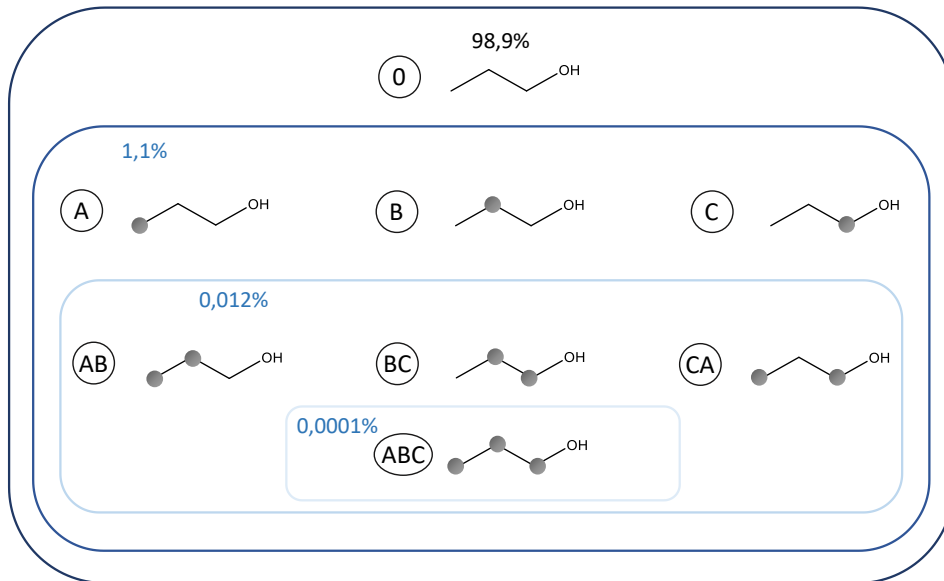 98,9%
0
OH
1,1%
A
OH
B
OH
C
OH
0,012%
AB
OH
BC
OH
CA
OH
0,0001%
ABC
OH